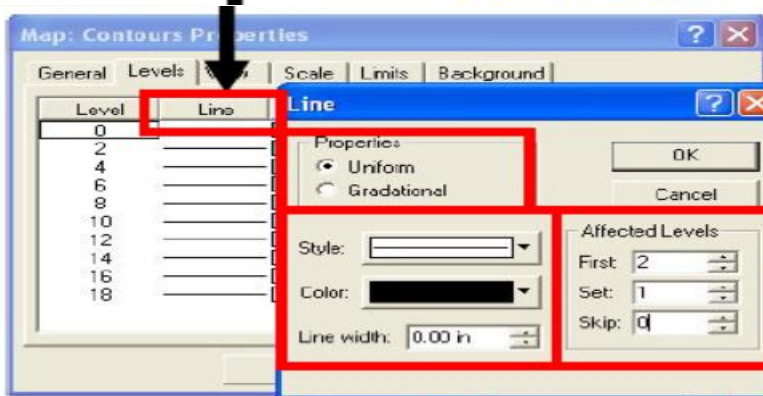 Map: Contours Properties
General Levels View Scale Limits Background
Level Line
0
2
4
6
8
10
12
14
16
18
Line
Properties
Uniform
Gradational
OK
Cancel
Style:
Color:
Line width: 0.00 in
Affected Levels
First: 2
Set: 1
Skip: 0